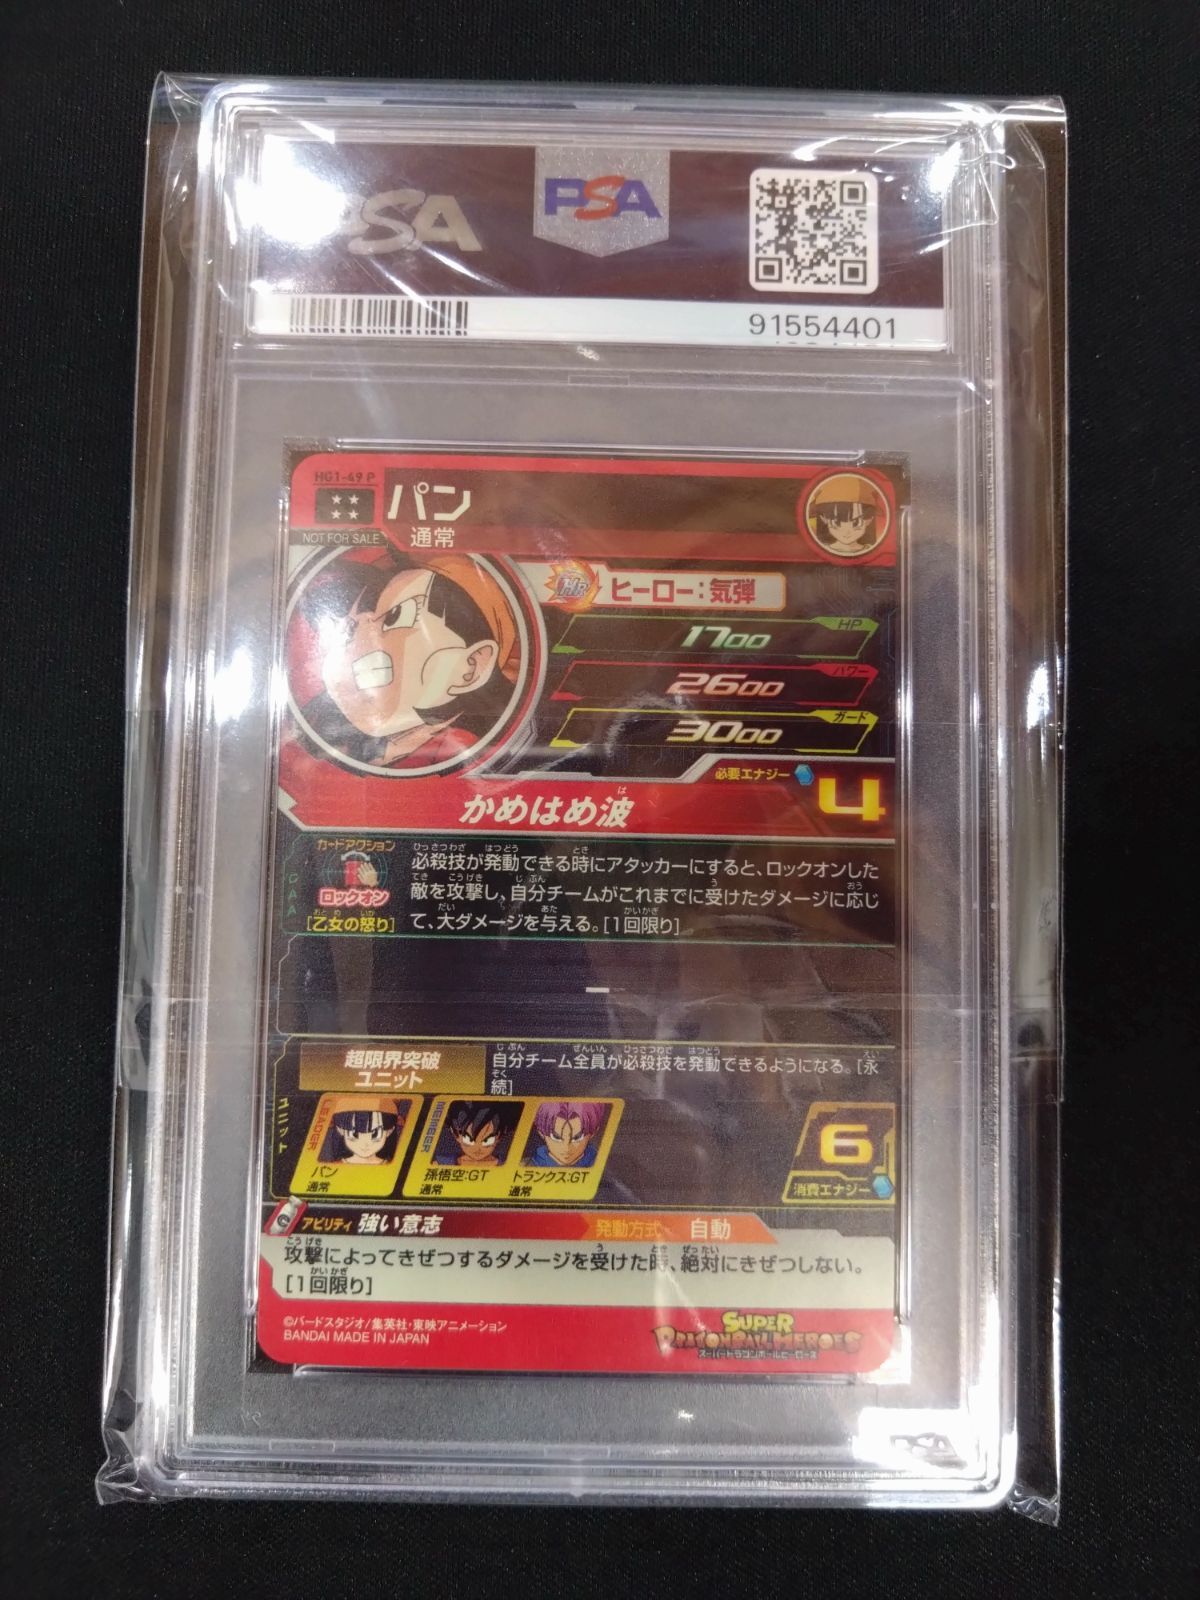 SA
PSA
91554401
HG1-49 P
パン
通常
NOT FOR SALE
HR
ヒーロー：気弾
1700
HP
2600
パワー
3000
ガード
必要エナジー
4
かめはめ波
は
カードアクション
ロックオン
[乙女の怒り]
CAA
必殺技が発動できる時にアタッカーにすると、ロックオンした
敵を攻撃し、自分チームがこれまでに受けたダメージに応じ
て、大ダメージを与える。[1回限り]
超限界突破
ユニット
自分チーム全員が必殺技を発動できるようになる。[永
続]
ユニット
LEADER
パン
通常
MEMBER
孫悟空:GT
通常
トランクス:GT
通常
6
消費エナジー
アビリティ 強い意志
発動方式 自動
攻撃によってきぜつするダメージを受けた時、絶対にきぜつしない。
[1回限り]
©バードスタジオ/集英社・東映アニメーション
BANDAI MADE IN JAPAN
SUPER
DRAGONBALL HEROES
スーパードラゴンボールヒーローズ
PSA